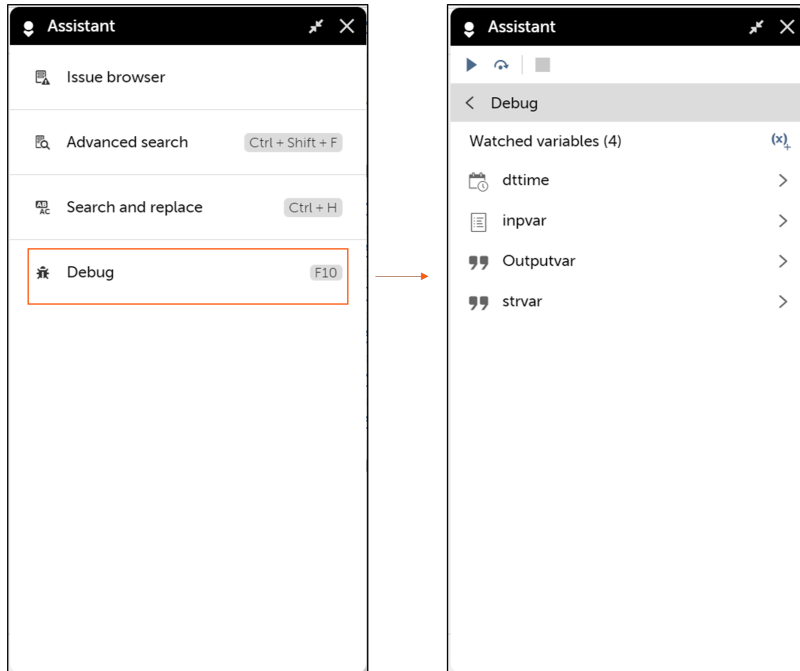 Assistant
Issue browser
Advanced search Ctrl + Shift + F
Search and replace Ctrl + H
Debug F10
Assistant
Debug
Watched variables (4) (x)+
dttime
inpvar
Outputvar
strvar